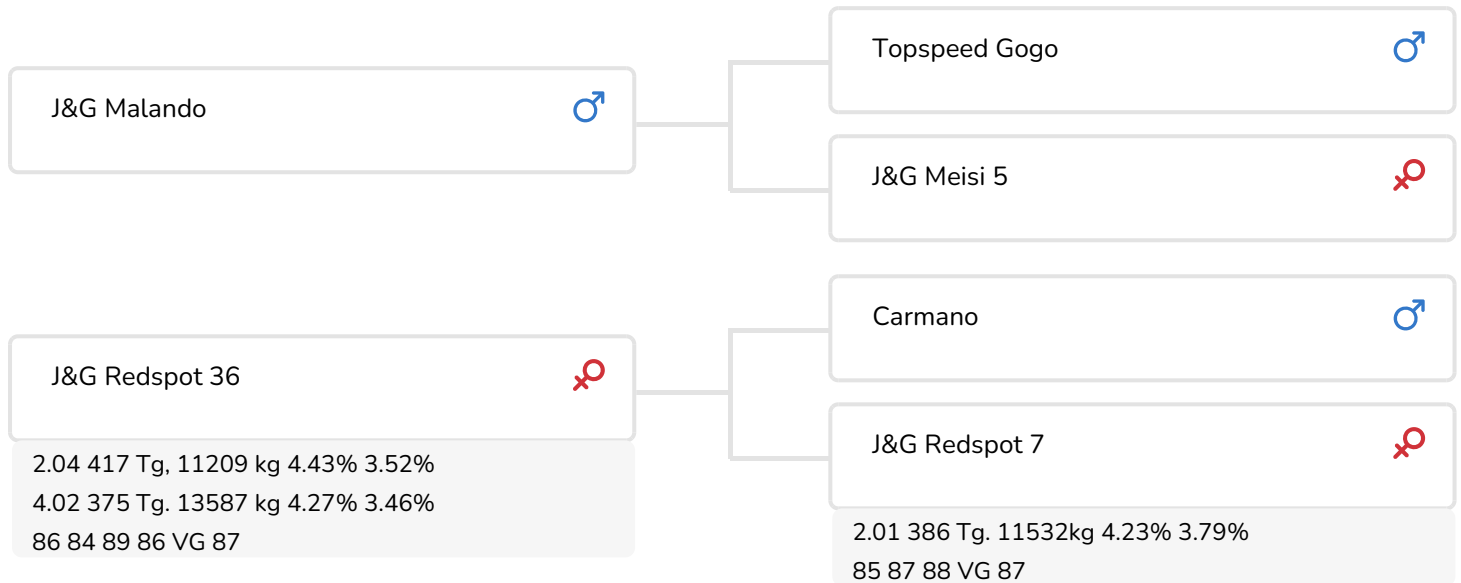 J&G Malando
Topspeed Gogo
J&G Meisi 5
J&G Redspot 36
2.04 417 Tg, 11209 kg 4.43% 3.52%
4.02 375 Tg. 13587 kg 4.27% 3.46%
86 84 89 86 VG 87
Carmano
J&G Redspot 7
2.01 386 Tg. 11532kg 4.23% 3.79%
85 87 88 VG 87